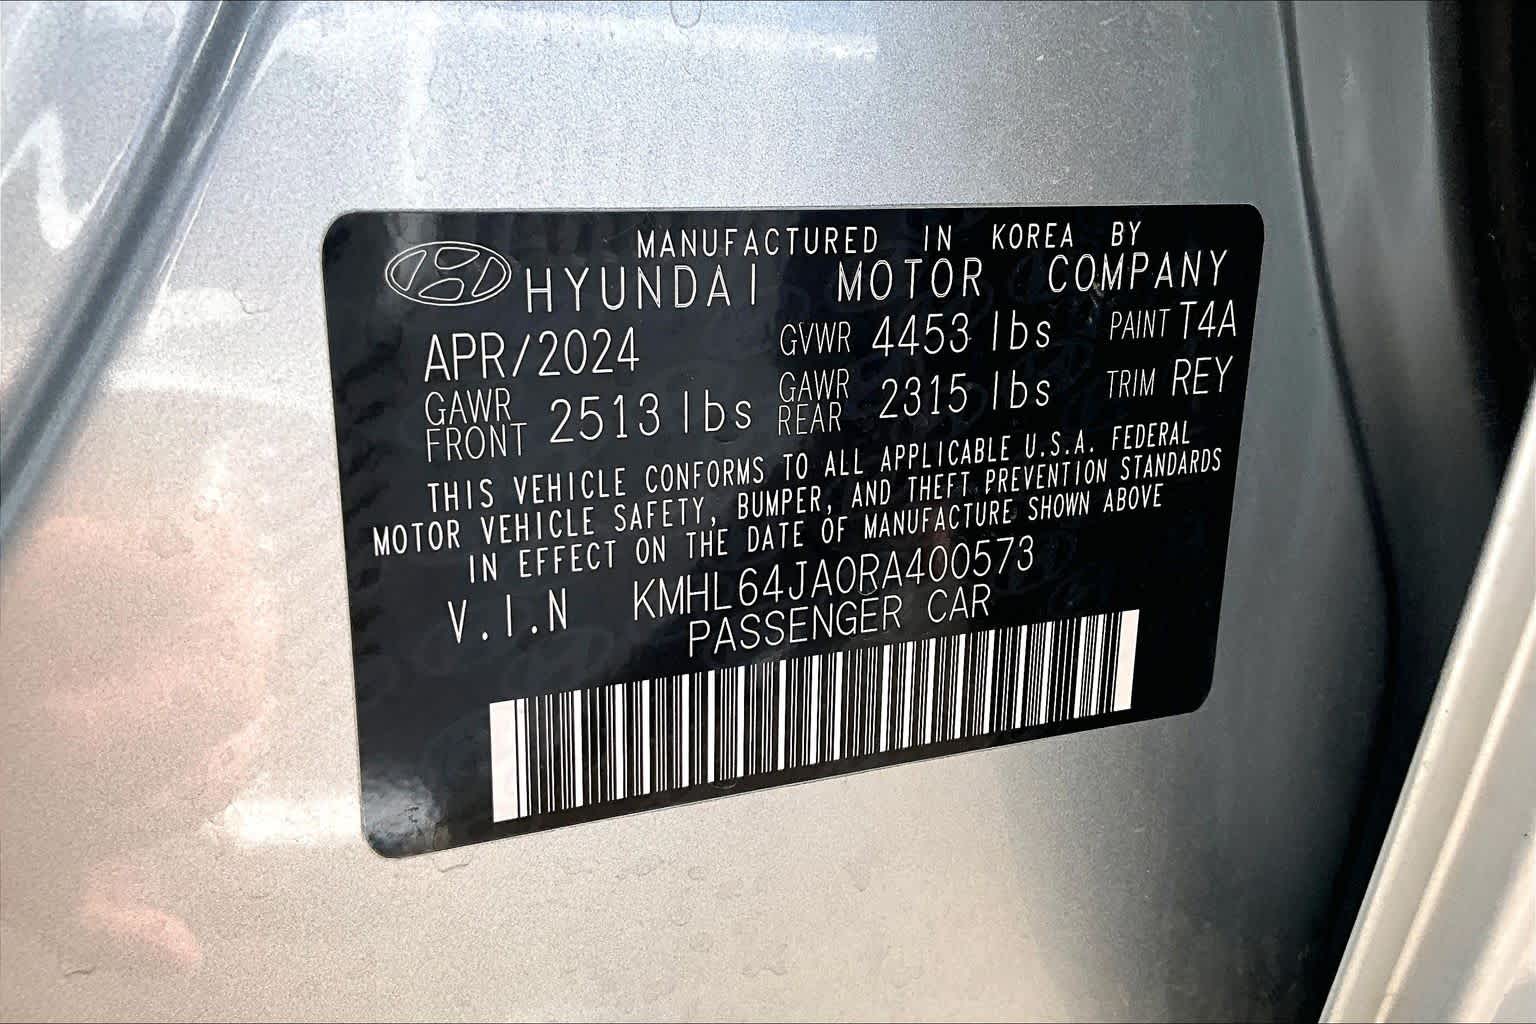 MANUFACTURED IN KOREA BY
HYUNDAI MOTOR COMPANY
APR/2024 GVWR 4453 lbs PAINT T4A
GAWR FRONT 2513 lbs GAWR REAR 2315 lbs TRIM REY
THIS VEHICLE CONFORMS TO ALL APPLICABLE U.S.A. FEDERAL
MOTOR VEHICLE SAFETY, BUMPER, AND THEFT PREVENTION STANDARDS
IN EFFECT ON THE DATE OF MANUFACTURE SHOWN ABOVE
V.I.N KMHL64JA0RA400573
PASSENGER CAR